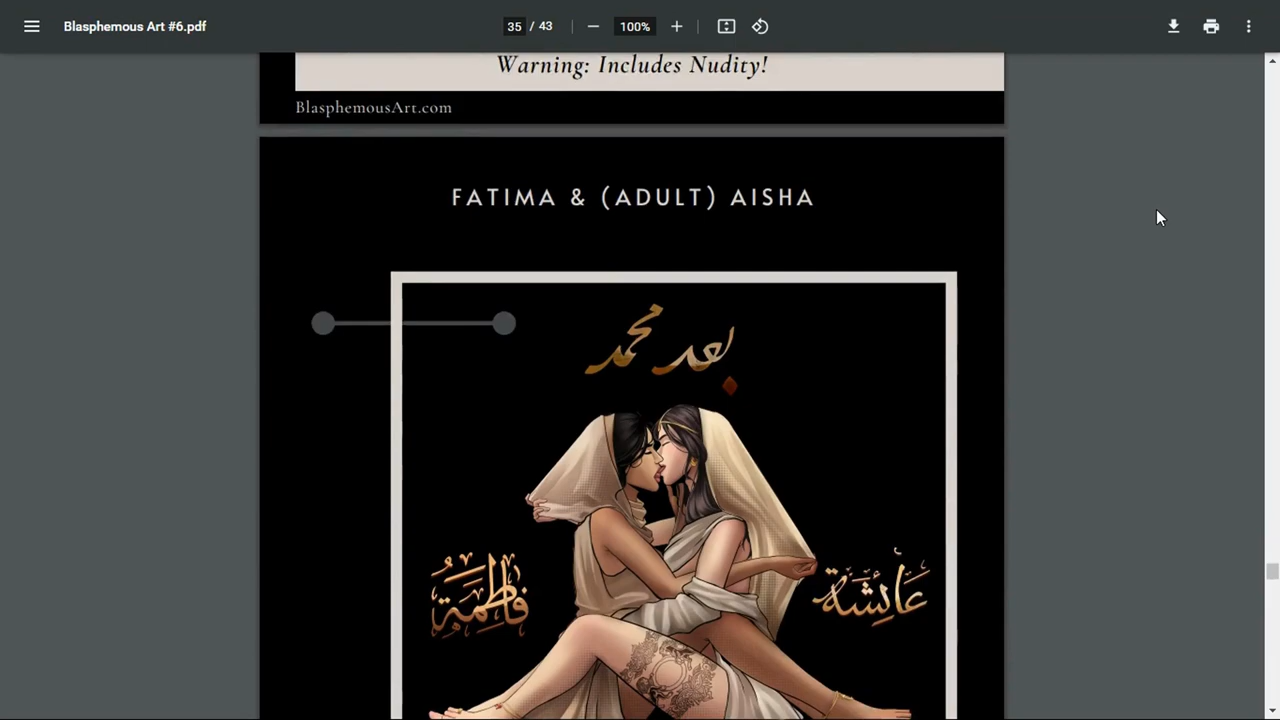 Blasphemous Art #6.pdf
35 / 43
100%
Warning: Includes Nudity!
BlasphemousArt.com
FATIMA & (ADULT) AISHA
بعد محمد
فاطمة
عائشة